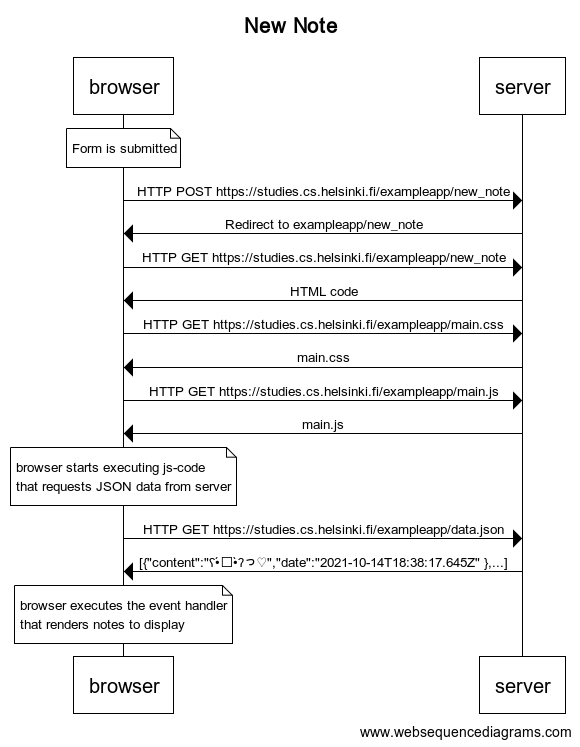 New Note
browser
server
Form is submitted
HTTP POST https://studies.cs.helsinki.fi/exampleapp/new_note
Redirect to exampleapp/new_note
HTTP GET https://studies.cs.helsinki.fi/exampleapp/new_note
HTML code
HTTP GET https://studies.cs.helsinki.fi/exampleapp/main.css
main.css
HTTP GET https://studies.cs.helsinki.fi/exampleapp/main.js
main.js
browser starts executing js-code
that requests JSON data from server
HTTP GET https://studies.cs.helsinki.fi/exampleapp/data.json
[{"content":"ʕ•́□•̀ʔっ♡","date":"2021-10-14T18:38:17.645Z" },...]
browser executes the event handler
that renders notes to display
browser
server
www.websequencediagrams.com